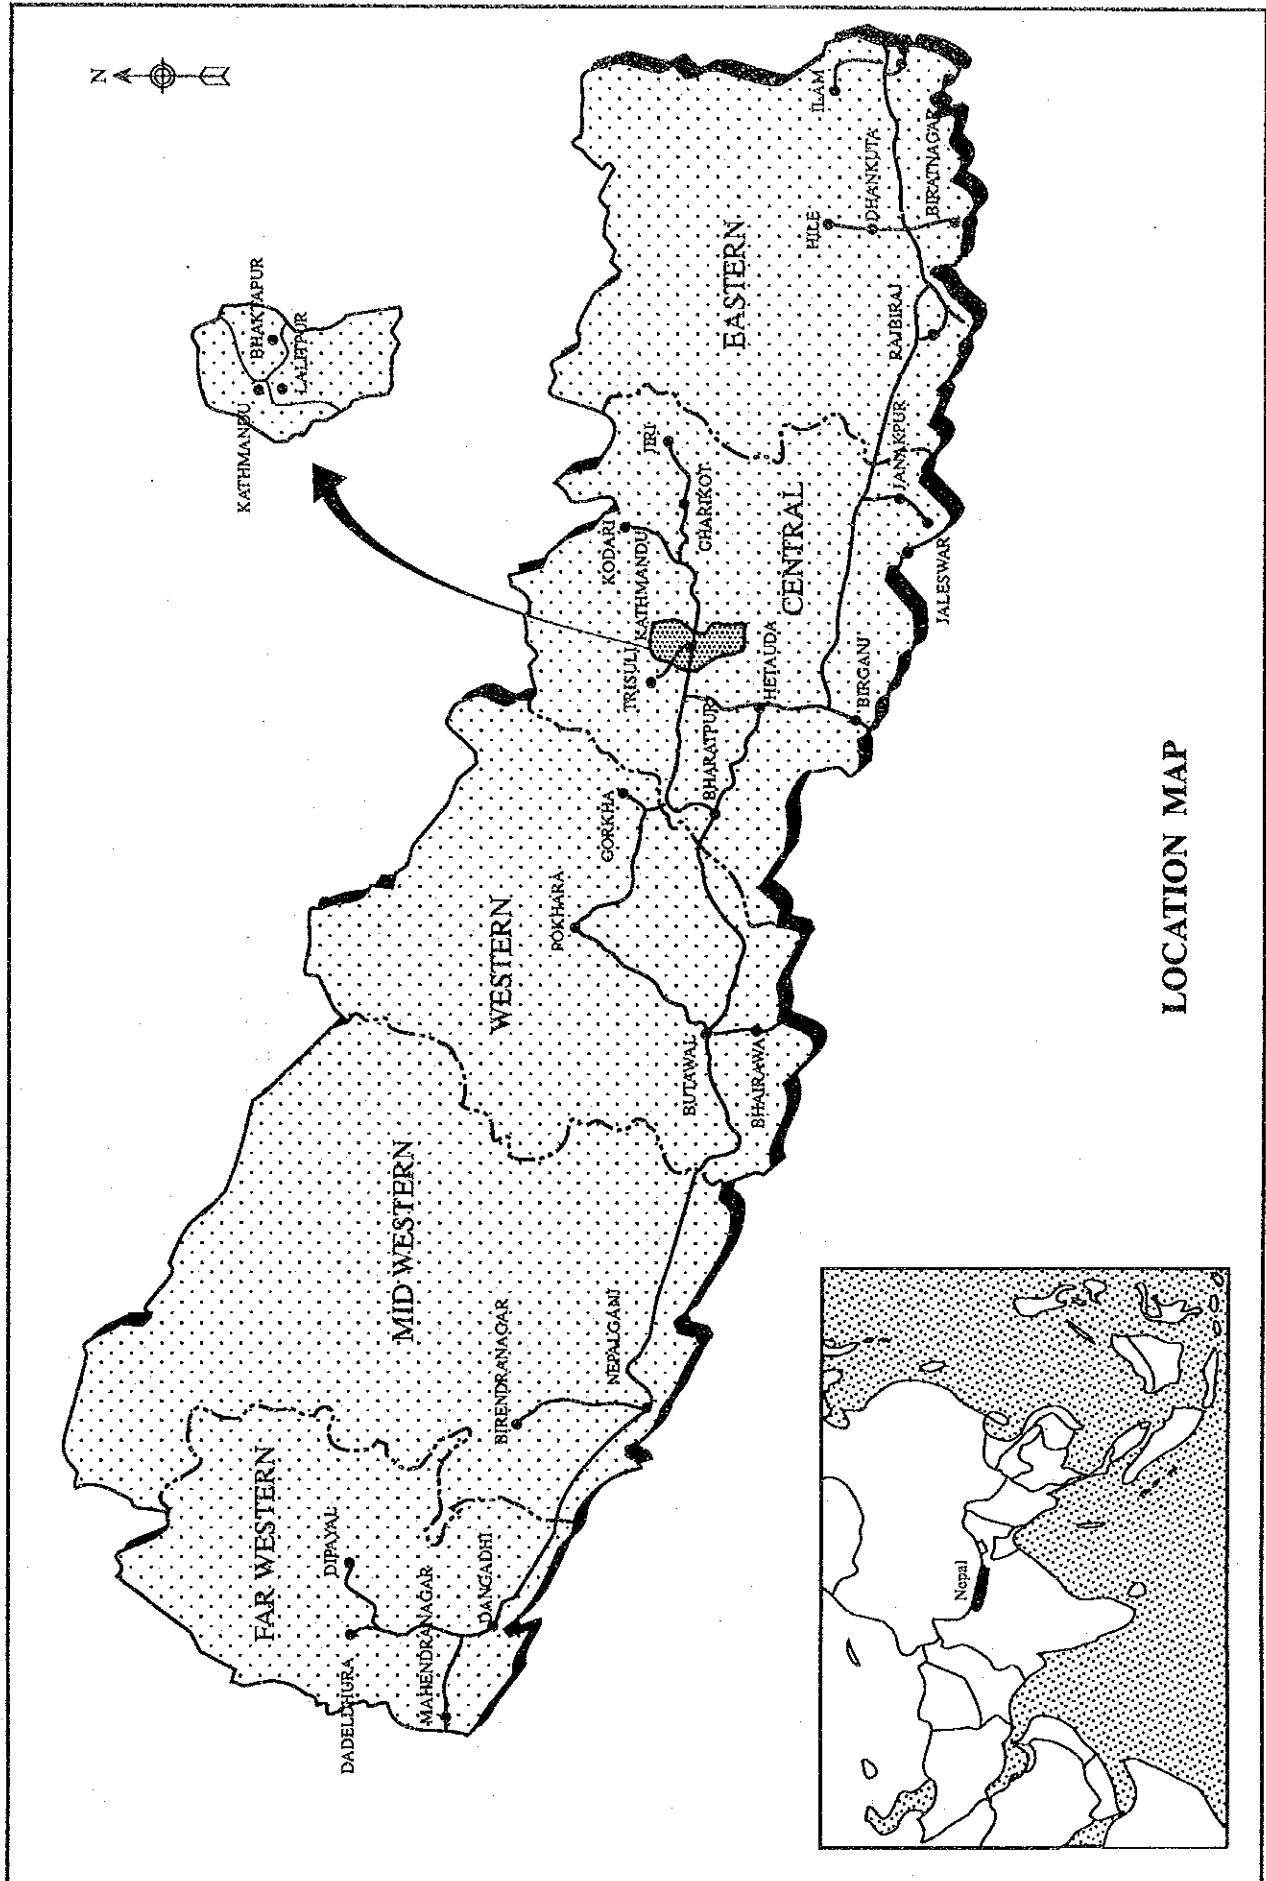 N
KATHMANDU
BHAKTAPUR
LALITPUR
FAR WESTERN
DIPAYAL
DADELDHURA
MAHENDRANAGAR
DANGADHI
MID WESTERN
BIRENDRANAGAR
NEPALGANJ
WESTERN
POKHARA
GORKHA
BUTAWAL
BHAIRAWA
CENTRAL
KODARI
JIRI
TRISULI
KATHMANDU
CHARIKOT
BHARATPUR
HETAUDA
BIRGANJ
JANAKPUR
JALESWAR
EASTERN
ILAM
HILE
DHANKUTA
BIRATNAGAR
RAJBIRAJ
Nepal
LOCATION MAP